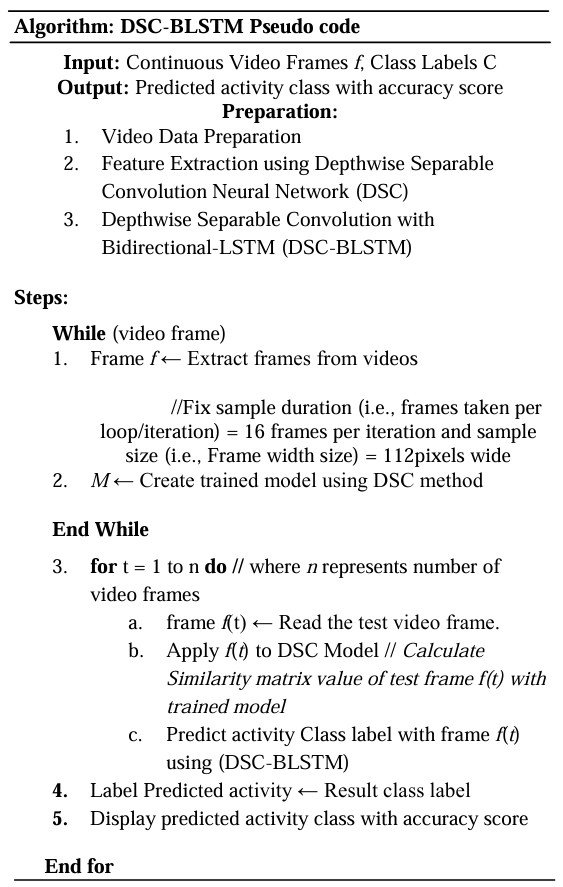 Algorithm: DSC-BLSTM Pseudo code
Input: Continuous Video Frames f, Class Labels C
Output: Predicted activity class with accuracy score
Preparation:
1. Video Data Preparation
2. Feature Extraction using Depthwise Separable
Convolution Neural Network (DSC)
3. Depthwise Separable Convolution with
Bidirectional-LSTM (DSC-BLSTM)
Steps:
While (video frame)
1. Frame f ← Extract frames from videos
//Fix sample duration (i.e., frames taken per
loop/iteration) = 16 frames per iteration and sample
size (i.e., Frame width size) = 112pixels wide
2. M ← Create trained model using DSC method
End While
3. for t = 1 to n do // where n represents number of
video frames
a. frame f(t) ← Read the test video frame.
b. Apply f(t) to DSC Model // Calculate
Similarity matrix value of test frame f(t) with
trained model
c. Predict activity Class label with frame f(t)
using (DSC-BLSTM)
4. Label Predicted activity ← Result class label
5. Display predicted activity class with accuracy score
End for